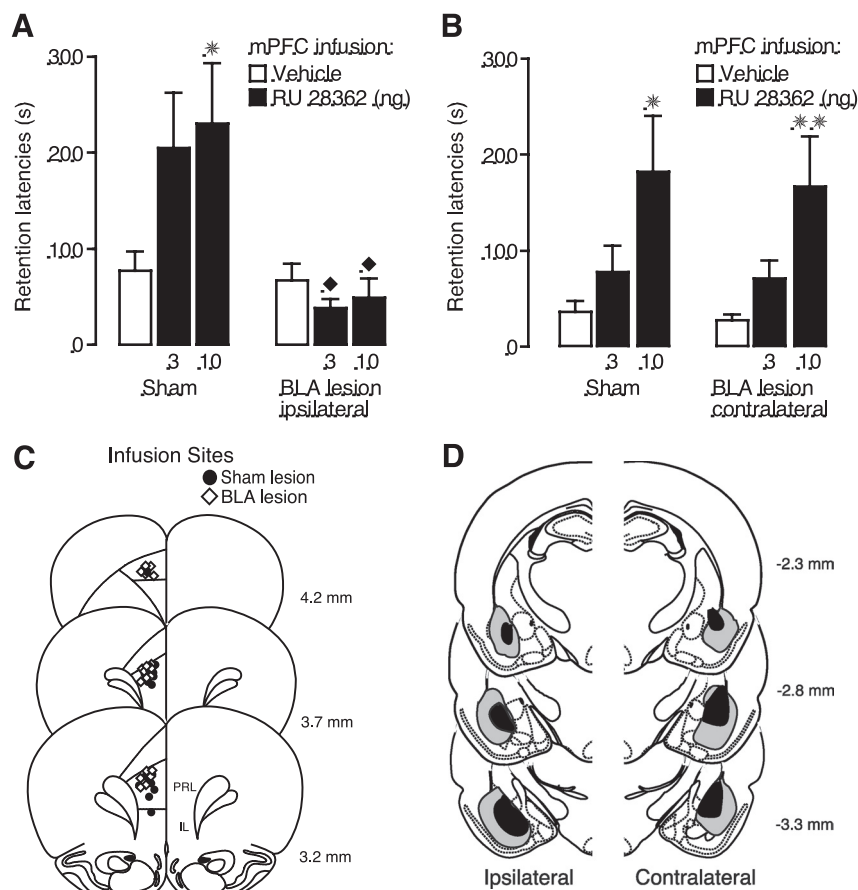 A
mPFC infusion:
Vehicle
RU 28362 (ng)
Retention latencies (s)
300
200
100
0
*
◆
◆
3
10
3
10
Sham
BLA lesion
ipsilateral
B
mPFC infusion:
Vehicle
RU 28362 (ng)
Retention latencies (s)
300
200
100
0
*
**
3
10
3
10
Sham
BLA lesion
contralateral
C
Infusion Sites
Sham lesion
BLA lesion
4.2 mm
3.7 mm
PRL
IL
3.2 mm
D
-2.3 mm
-2.8 mm
-3.3 mm
Ipsilateral
Contralateral